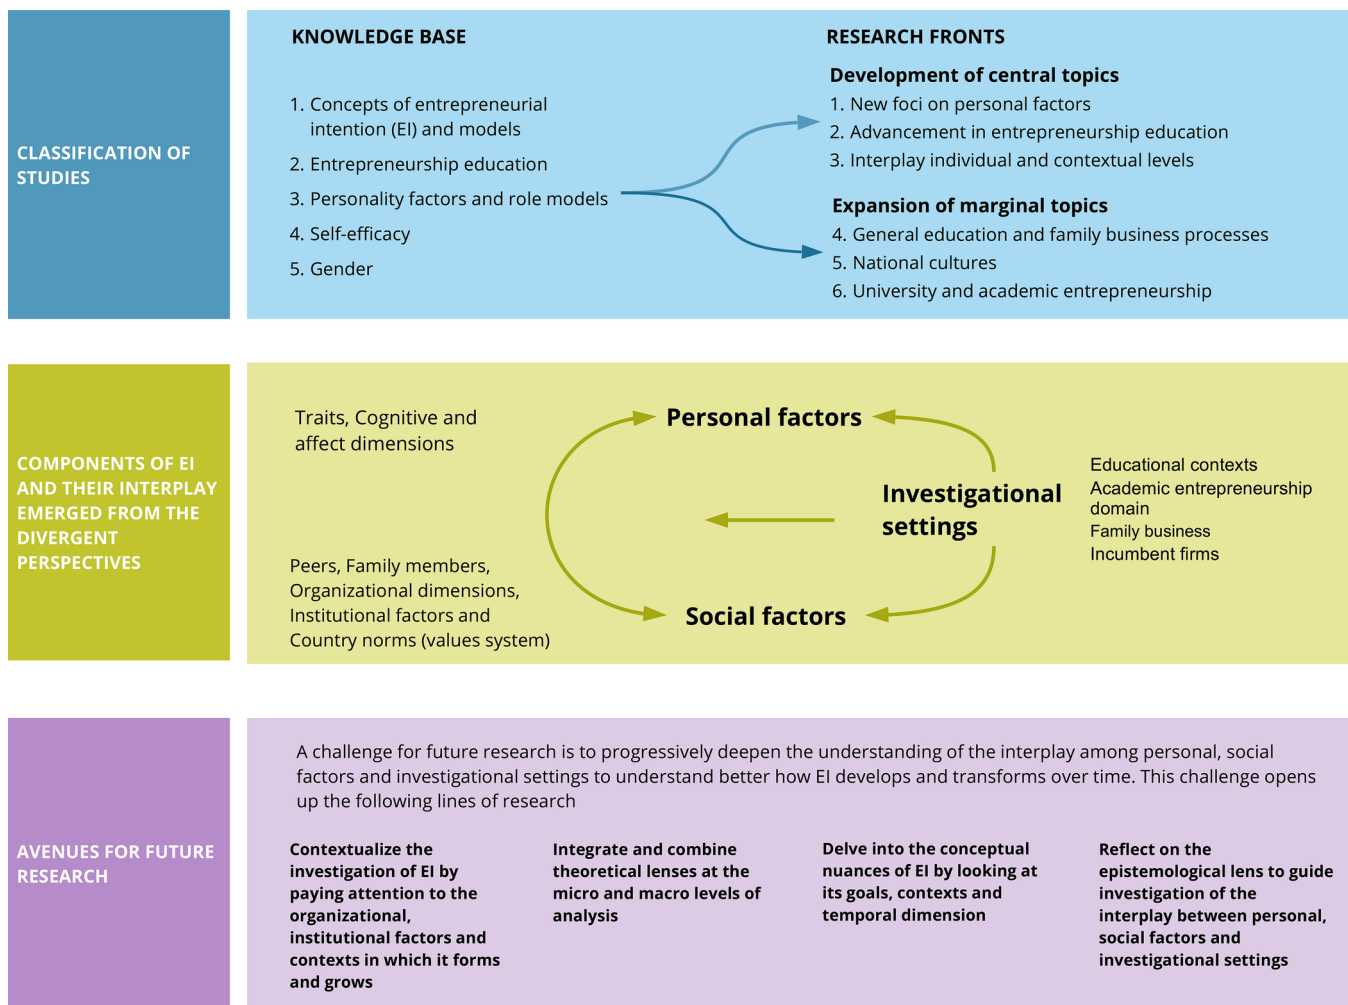 CLASSIFICATION OF
STUDIES
KNOWLEDGE BASE
1. Concepts of entrepreneurial
intention (EI) and models
2. Entrepreneurship education
3. Personality factors and role models
4. Self-efficacy
5. Gender
RESEARCH FRONTS
Development of central topics
1. New foci on personal factors
2. Advancement in entrepreneurship education
3. Interplay individual and contextual levels
Expansion of marginal topics
4. General education and family business processes
5. National cultures
6. University and academic entrepreneurship
COMPONENTS OF EI
AND THEIR INTERPLAY
EMERGED FROM THE
DIVERGENT
PERSPECTIVES
Traits, Cognitive and
affect dimensions
Peers, Family members,
Organizational dimensions,
Institutional factors and
Country norms (values system)
Personal factors
Investigational
settings
Social factors
Educational contexts
Academic entrepreneurship
domain
Family business
Incumbent firms
AVENUES FOR FUTURE
RESEARCH
A challenge for future research is to progressively deepen the understanding of the interplay among personal, social
factors and investigational settings to understand better how EI develops and transforms over time. This challenge opens
up the following lines of research
Contextualize the
investigation of EI by
paying attention to the
organizational,
institutional factors and
contexts in which it forms
and grows
Integrate and combine
theoretical lenses at the
micro and macro levels of
analysis
Delve into the conceptual
nuances of EI by looking at
its goals, contexts and
temporal dimension
Reflect on the
epistemological lens to guide
investigation of the
interplay between personal,
social factors and
investigational settings